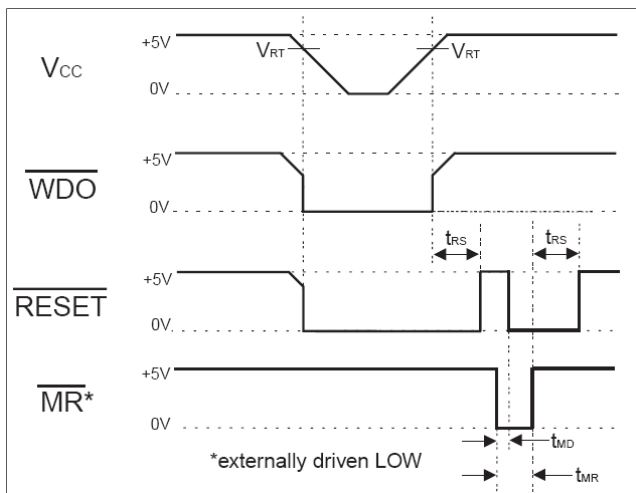 +5V
VCC
VRT
VRT
0V
+5V
WDO
0V
tRS
tRS
+5V
RESET
0V
+5V
MR*
0V
tMD
*externally driven LOW
tMR